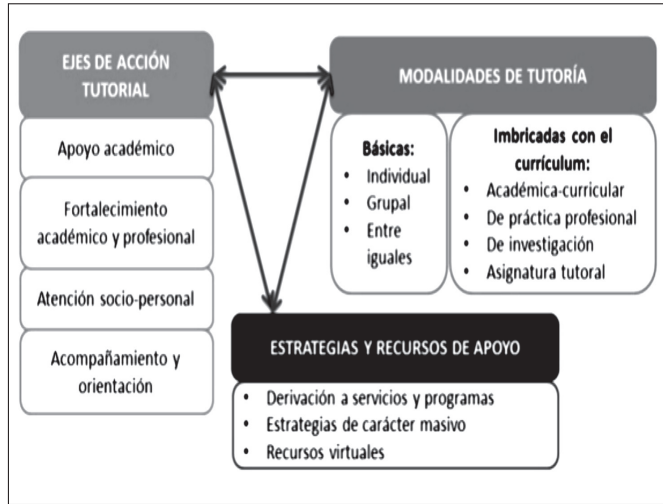 EJES DE ACCIÓN
TUTORIAL
Apoyo académico
Fortalecimiento
académico y profesional
Atención socio-personal
Acompañamiento y
orientación
MODALIDADES DE TUTORÍA
Básicas:
• Individual
• Grupal
• Entre
iguales
Imbricadas con el
currículum:
• Académica-curricular
• De práctica profesional
• De investigación
• Asignatura tutoral
ESTRATEGIAS Y RECURSOS DE APOYO
• Derivación a servicios y programas
• Estrategias de carácter masivo
• Recursos virtuales